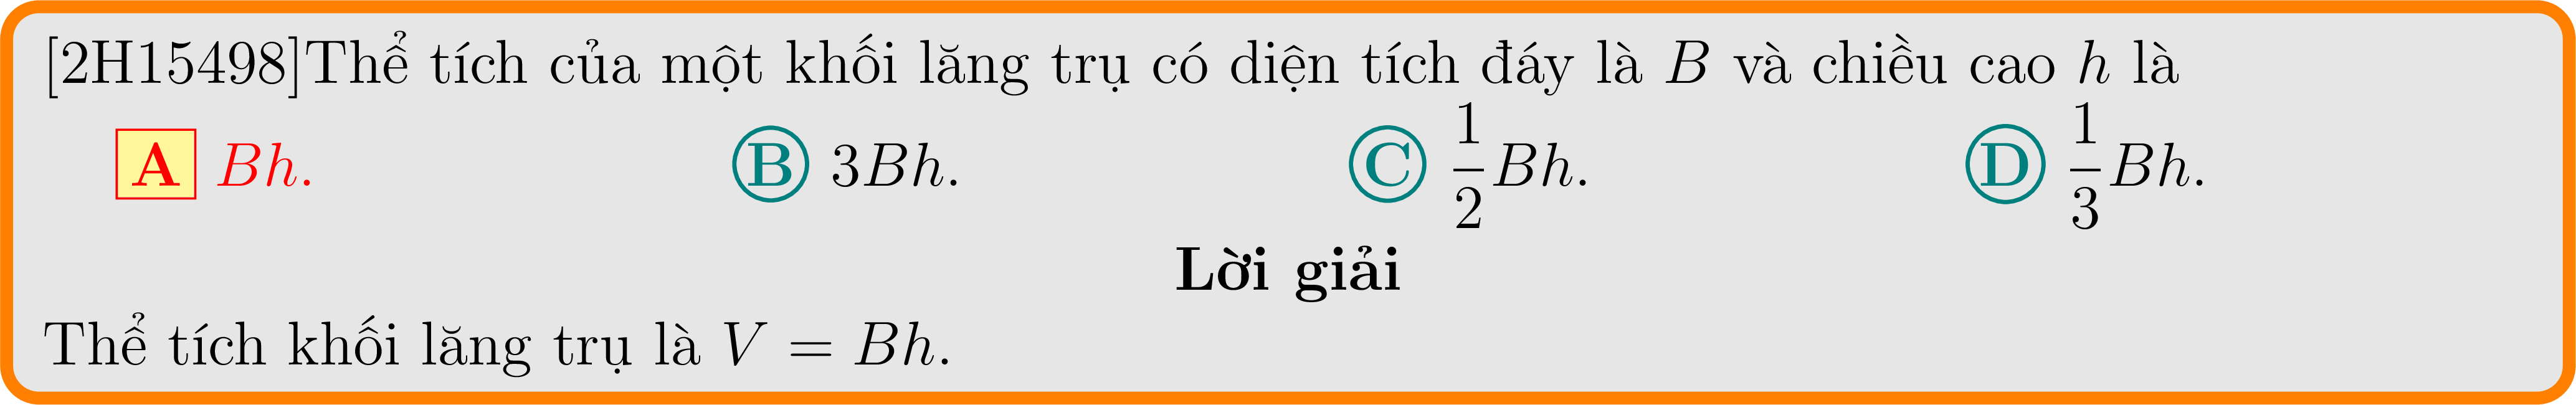 [2H15498]Thể tích của một khối lăng trụ có diện tích đáy là B và chiều cao h là
A Bh. B 3Bh. C \frac{1}{2}Bh. D \frac{1}{3}Bh.
Lời giải
Thể tích khối lăng trụ là V = Bh.